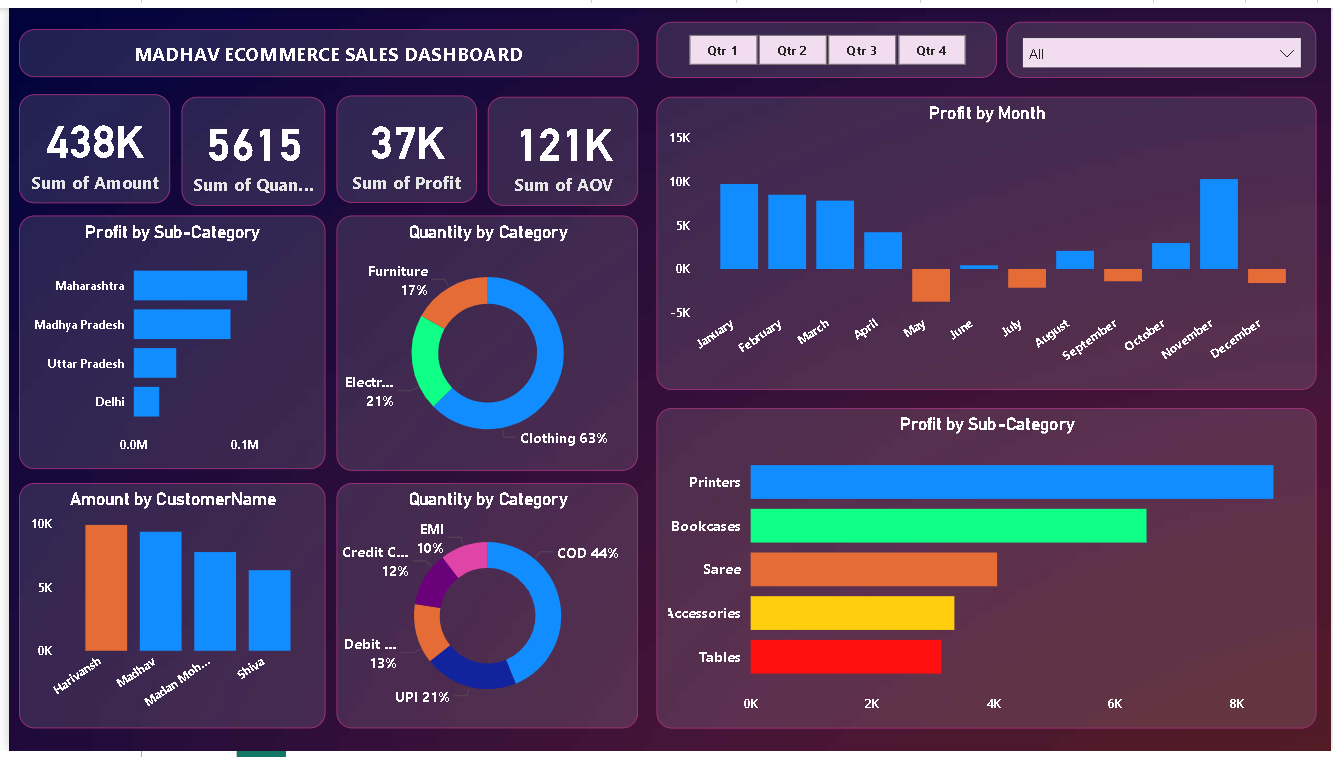 MADHAV ECOMMERCE SALES DASHBOARD
Qtr 1
Qtr 2
Qtr 3
Qtr 4
All
438K
Sum of Amount
5615
Sum of Quan...
37K
Sum of Profit
121K
Sum of AOV
Profit by Sub-Category
Maharashtra
Madhya Pradesh
Uttar Pradesh
Delhi
0.0M
0.1M
Quantity by Category
Furniture
17%
Electr...
21%
Clothing 63%
Profit by Month
15K
10K
5K
0K
-5K
January
February
March
April
May
June
July
August
September
October
November
December
Amount by CustomerName
10K
5K
0K
Harivansh
Madhav
Madan Moh...
Shiva
Quantity by Category
EMI
10%
Credit C...
12%
COD 44%
Debit ...
13%
UPI 21%
Profit by Sub-Category
Printers
Bookcases
Saree
Accessories
Tables
0K
2K
4K
6K
8K